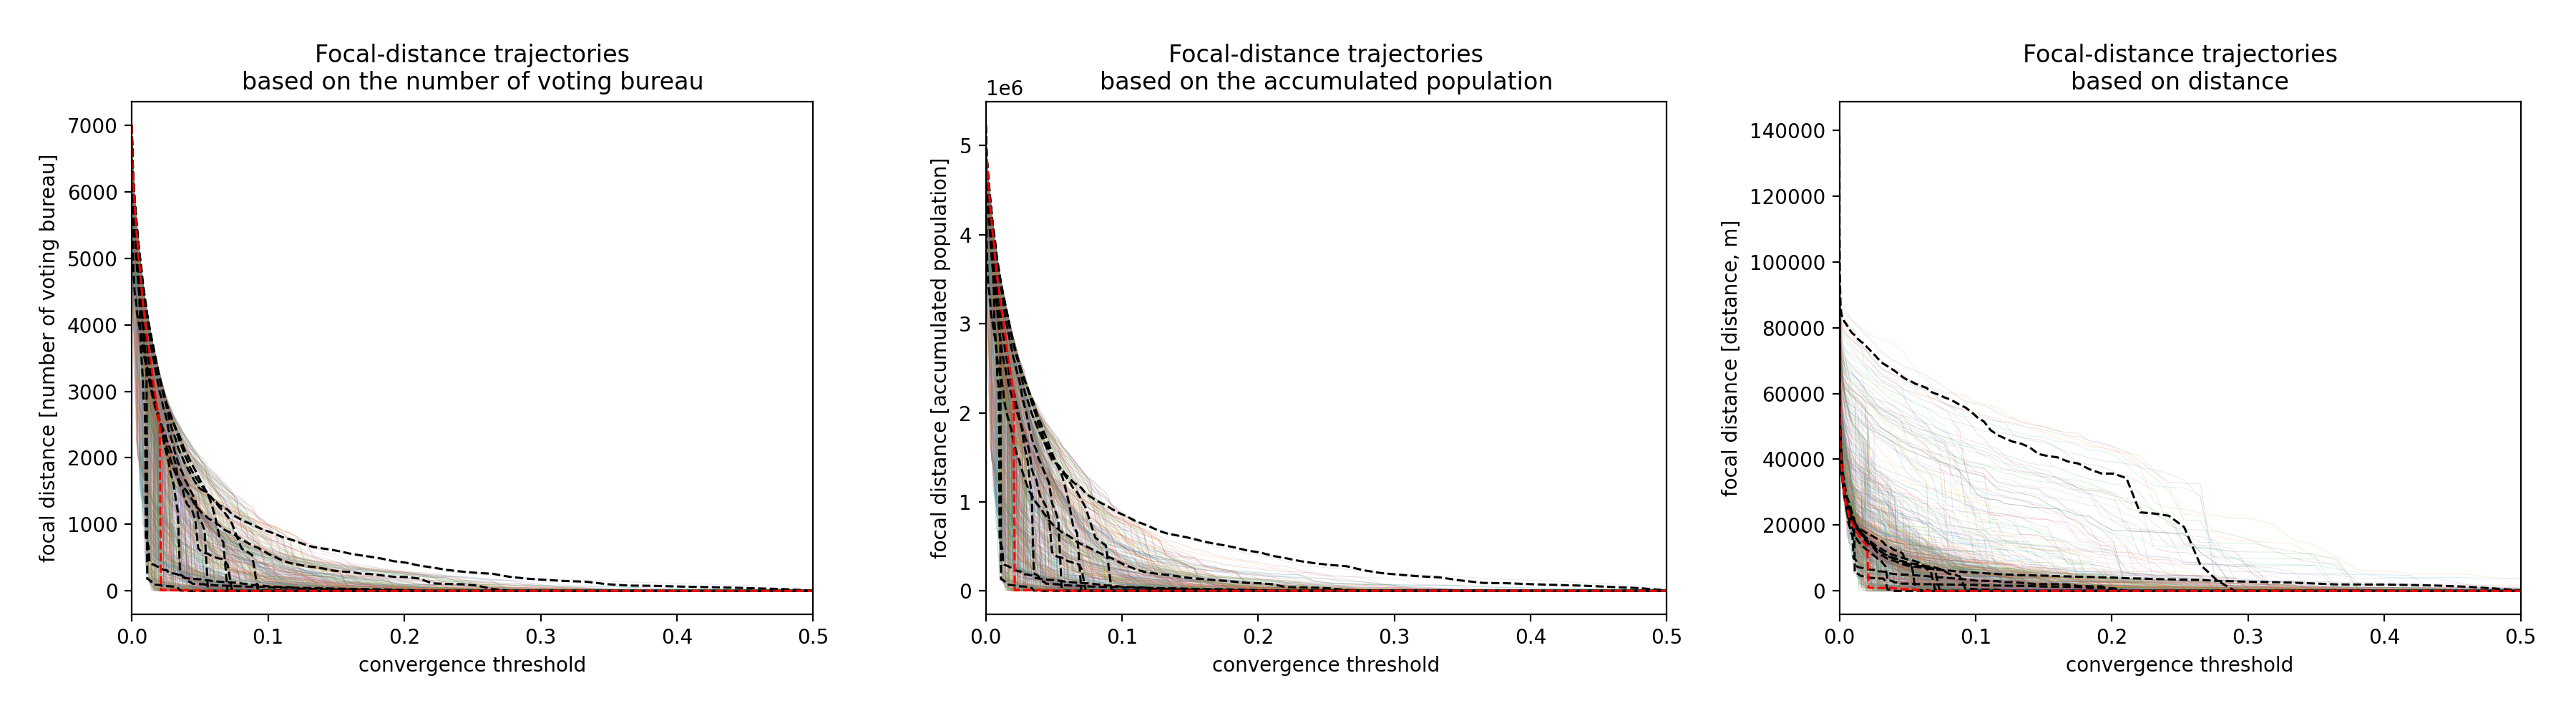 Focal-distance trajectories
based on the number of voting bureau
focal distance [number of voting bureau]
7000
6000
5000
4000
3000
2000
1000
0
0.0 0.1 0.2 0.3 0.4 0.5
convergence threshold
Focal-distance trajectories
based on the accumulated population
1e6
focal distance [accumulated population]
5
4
3
2
1
0
0.0 0.1 0.2 0.3 0.4 0.5
convergence threshold
Focal-distance trajectories
based on distance
focal distance [distance, m]
140000
120000
100000
80000
60000
40000
20000
0
0.0 0.1 0.2 0.3 0.4 0.5
convergence threshold